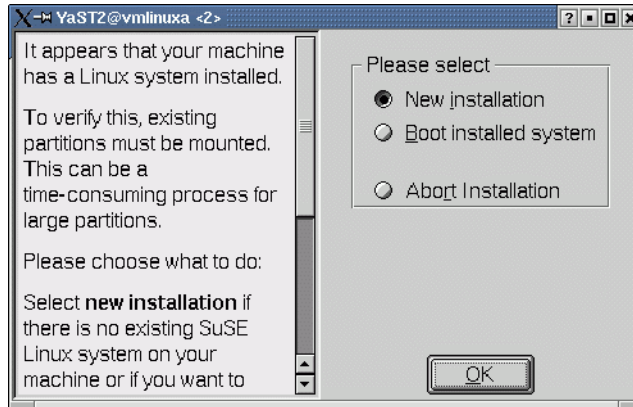 YaST2@vmlinuxa <2>
It appears that your machine
has a Linux system installed.
To verify this, existing
partitions must be mounted.
This can be a
time-consuming process for
large partitions.
Please choose what to do:
Select new installation if
there is no existing SuSE
Linux system on your
machine or if you want to
Please select
New installation
Boot installed system
Abort Installation
OK